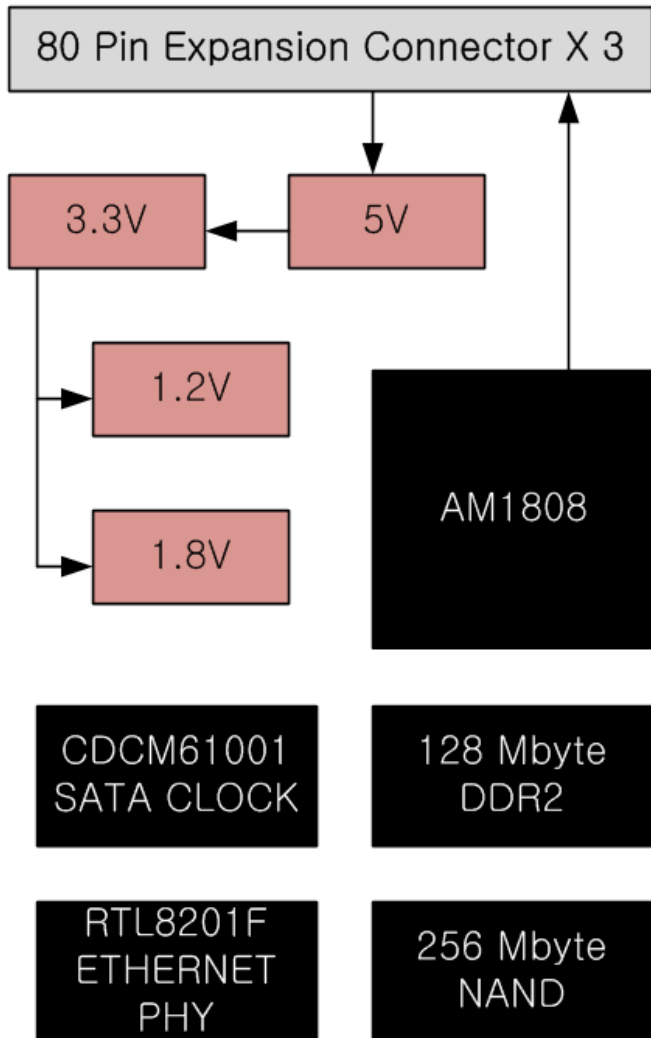 80 Pin Expansion Connector X 3
3.3V
5V
1.2V
1.8V
AM1808
CDCM61001
SATA CLOCK
128 Mbyte
DDR2
RTL8201F
ETHERNET
PHY
256 Mbyte
NAND